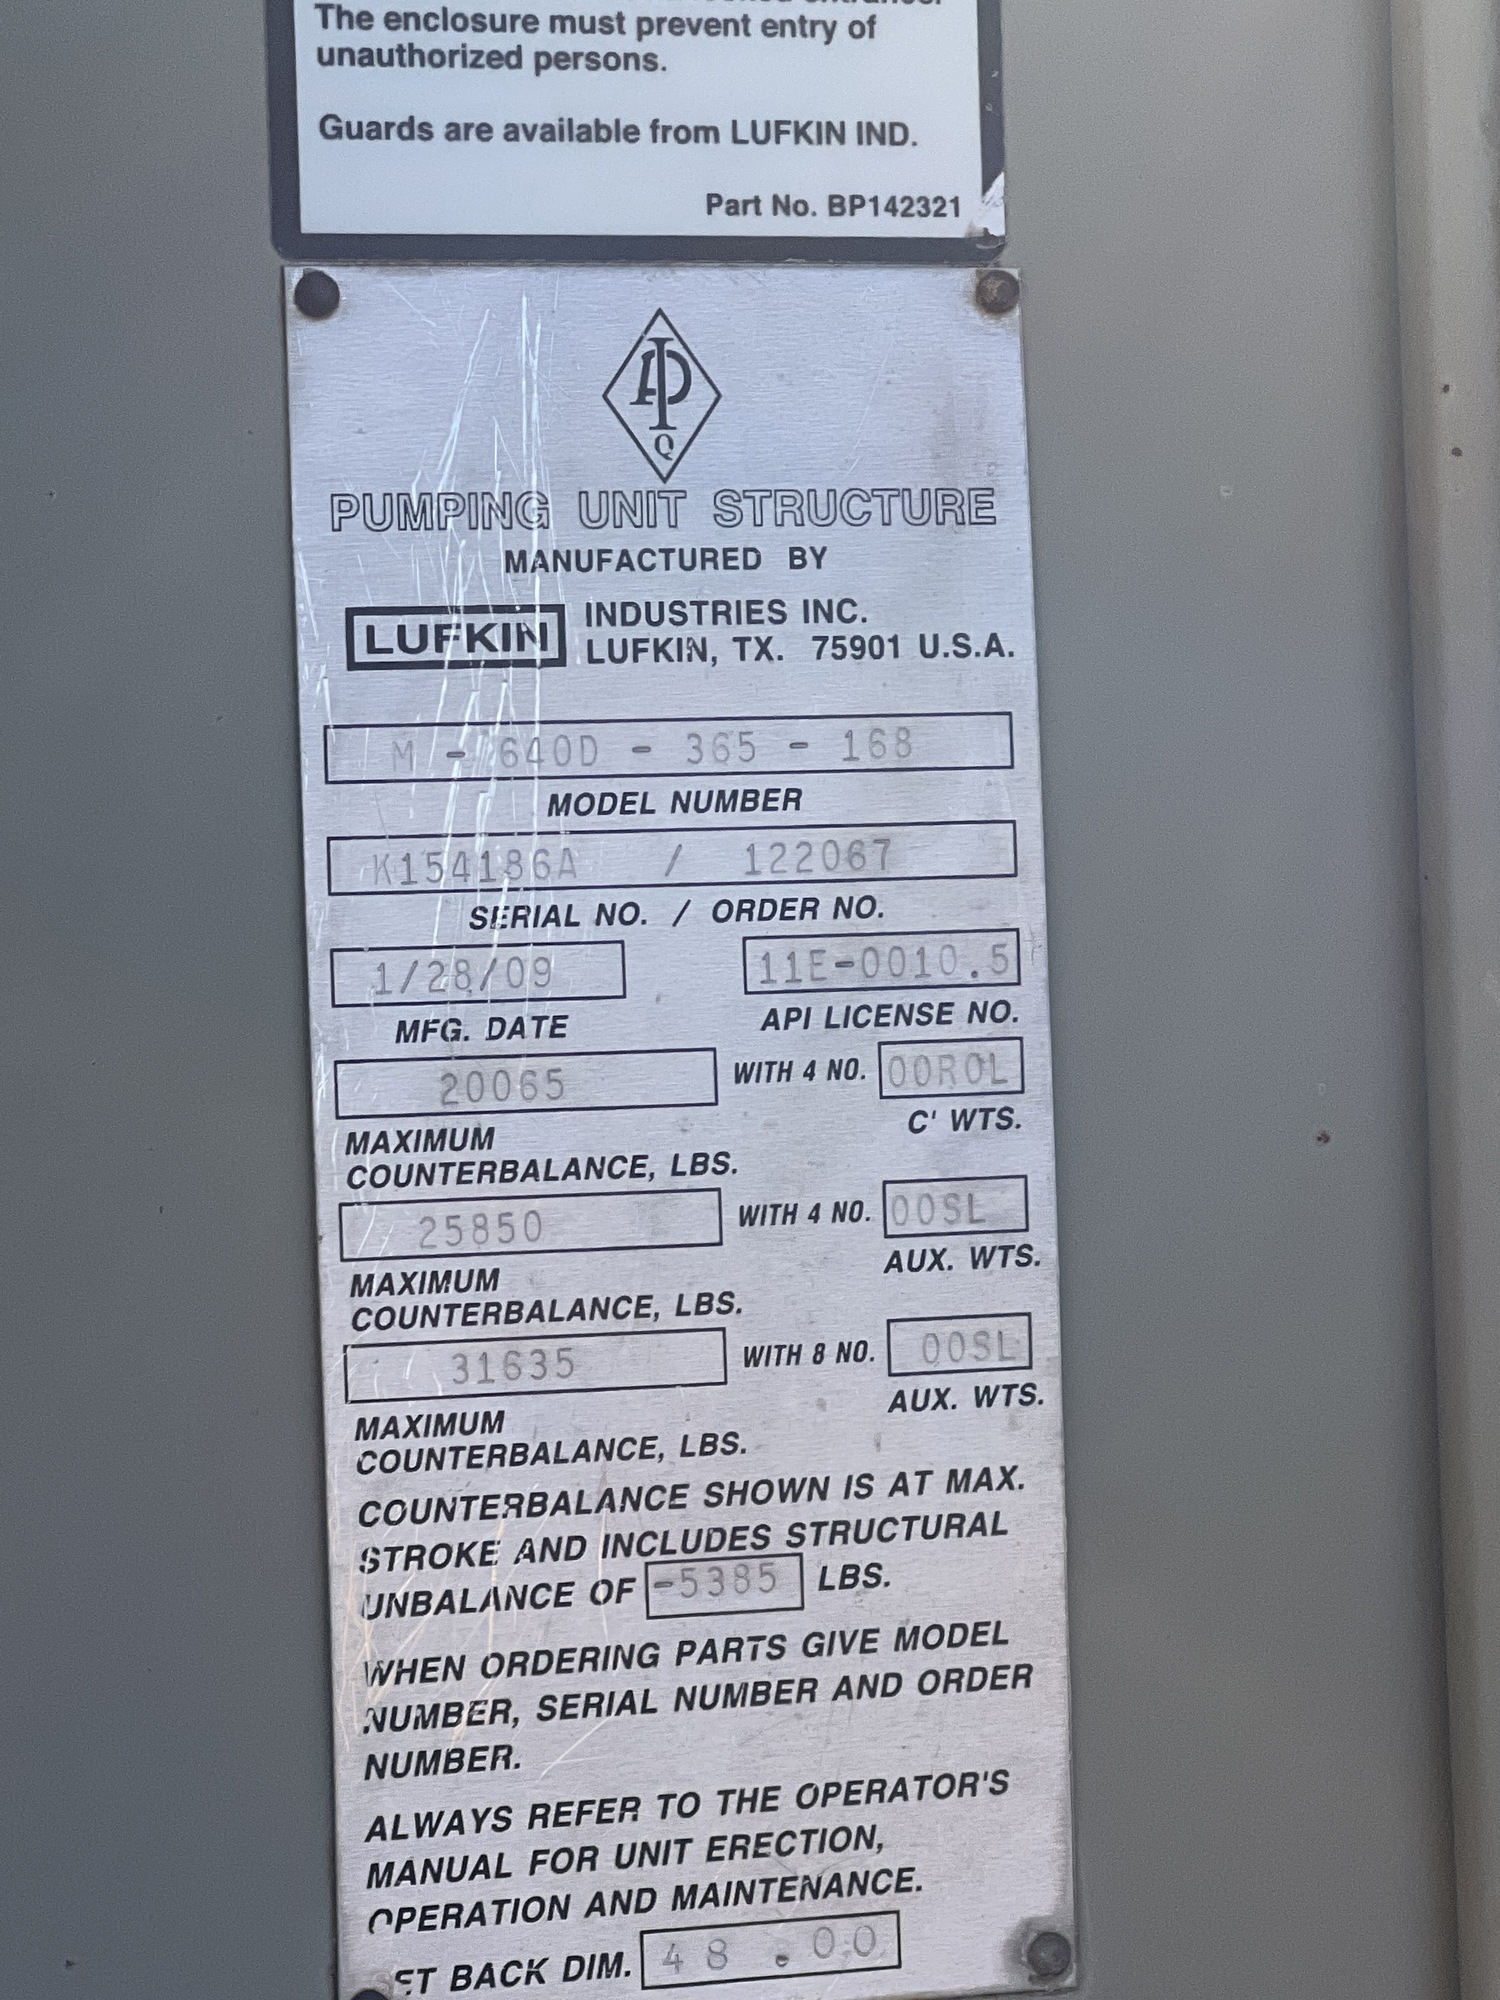 The enclosure must prevent entry of
unauthorized persons.
Guards are available from LUFKIN IND.
Part No. BP142321
API
Q
PUMPING UNIT STRUCTURE
MANUFACTURED BY
LUFKIN INDUSTRIES INC.
LUFKIN, TX. 75901 U.S.A.
M - 640D - 365 - 168
MODEL NUMBER
K154186A / 122067
SERIAL NO. / ORDER NO.
1/28/09 11E-0010.5
MFG. DATE API LICENSE NO.
20065 WITH 4 NO. 00ROL
C' WTS.
MAXIMUM
COUNTERBALANCE, LBS.
25850 WITH 4 NO. 00SL
AUX. WTS.
MAXIMUM
COUNTERBALANCE, LBS.
31635 WITH 8 NO. 00SL
AUX. WTS.
MAXIMUM
COUNTERBALANCE, LBS.
COUNTERBALANCE SHOWN IS AT MAX.
STROKE AND INCLUDES STRUCTURAL
UNBALANCE OF -5385 LBS.
WHEN ORDERING PARTS GIVE MODEL
NUMBER, SERIAL NUMBER AND ORDER
NUMBER.
ALWAYS REFER TO THE OPERATOR'S
MANUAL FOR UNIT ERECTION,
OPERATION AND MAINTENANCE.
SET BACK DIM. 48.00